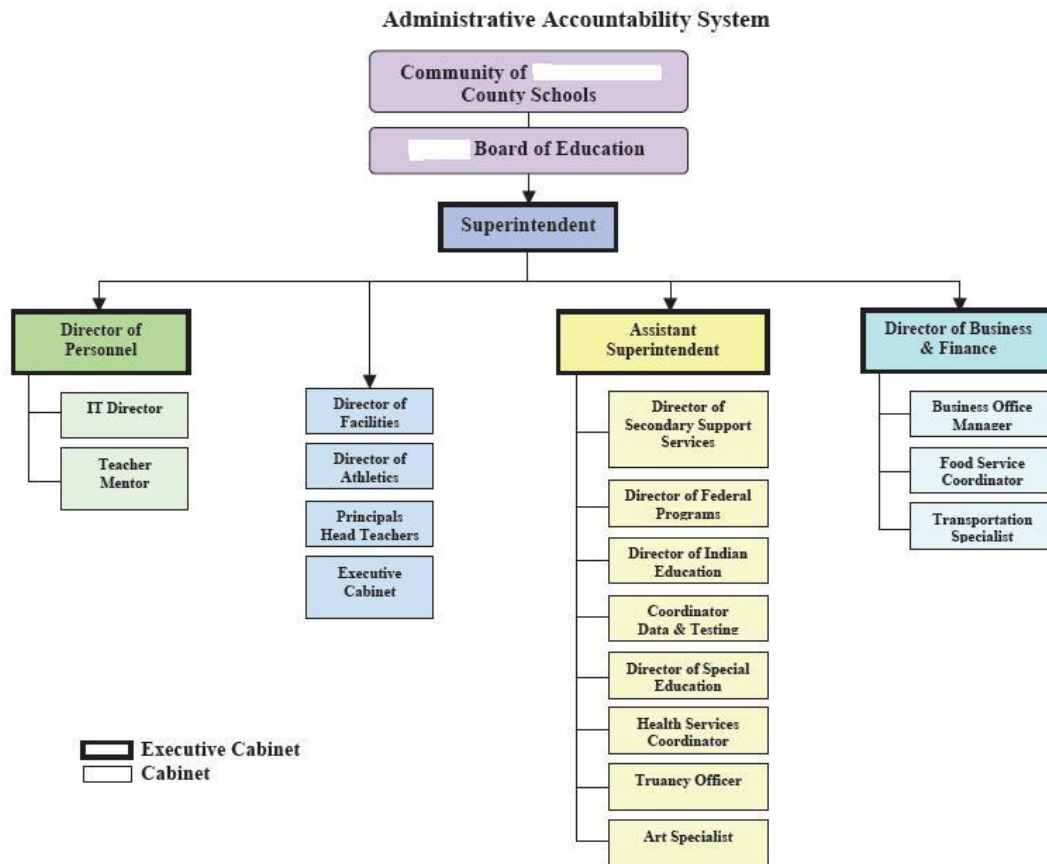 Administrative Accountability System
Community of
County Schools
Board of Education
Superintendent
Director of
Personnel
IT Director
Teacher
Mentor
Director of
Facilities
Director of
Athletics
Principals
Head Teachers
Executive
Cabinet
Assistant
Superintendent
Director of
Secondary Support
Services
Director of Federal
Programs
Director of Indian
Education
Coordinator
Data & Testing
Director of Special
Education
Health Services
Coordinator
Truancy Officer
Art Specialist
Director of Business
& Finance
Business Office
Manager
Food Service
Coordinator
Transportation
Specialist
Executive Cabinet
Cabinet